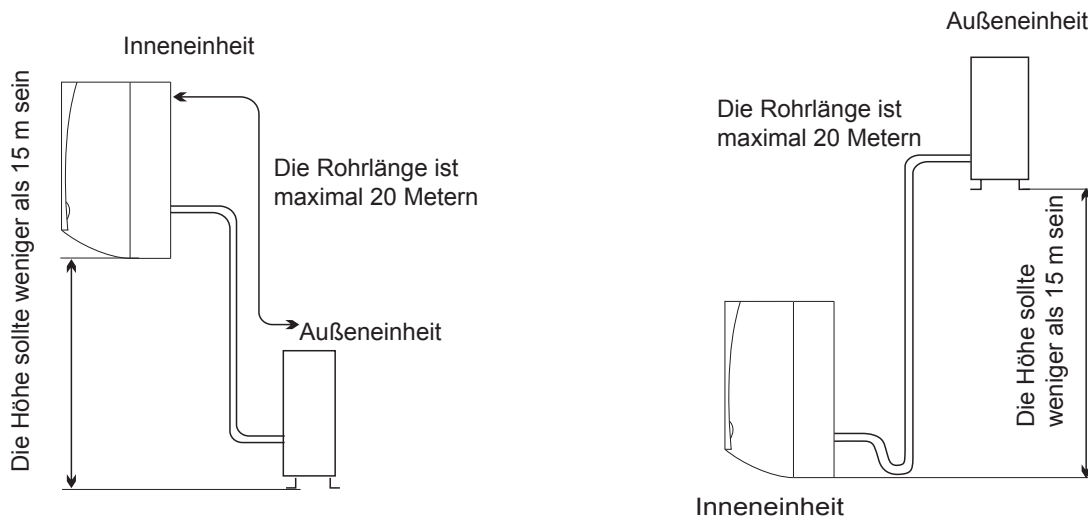 Inneneinheit
Die Höhe sollte weniger als 15 m sein
Die Rohrlänge ist
maximal 20 Metern
Außeneinheit
Außeneinheit
Die Rohrlänge ist
maximal 20 Metern
Die Höhe sollte
weniger als 15 m sein
Inneneinheit